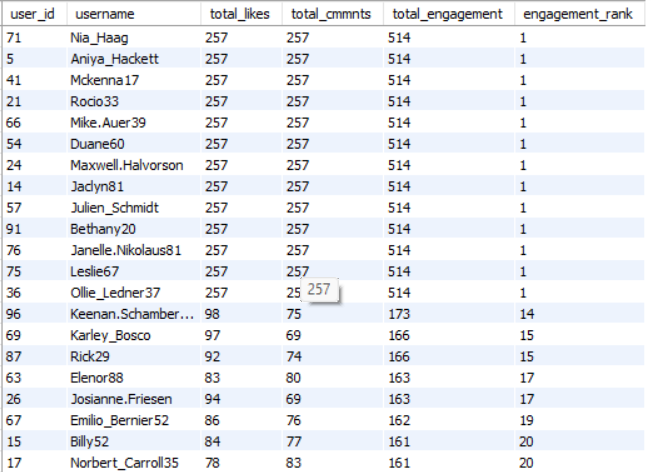 user_id username total_likes total_cmmnts total_engagement engagement_rank
71 Nia_Haag 257 257 514 1
5 Aniya_Hackett 257 257 514 1
41 Mckenna17 257 257 514 1
21 Rocio33 257 257 514 1
66 Mike.Auer39 257 257 514 1
54 Duane60 257 257 514 1
24 Maxwell.Halvorson 257 257 514 1
14 Jaclyn81 257 257 514 1
57 Julien_Schmidt 257 257 514 1
91 Bethany20 257 257 514 1
76 Janelle.Nikolaus81 257 257 514 1
75 Leslie67 257 257 514 1
36 Ollie_Ledner37 257 25 257 514 1
96 Keenan.Schamber... 98 75 173 14
69 Karley_Bosco 97 69 166 15
87 Rick29 92 74 166 15
63 Elenor88 83 80 163 17
26 Josianne.Friesen 94 69 163 17
67 Emilio_Bernier52 86 76 162 19
15 Billy52 84 77 161 20
17 Norbert_Carroll35 78 83 161 20